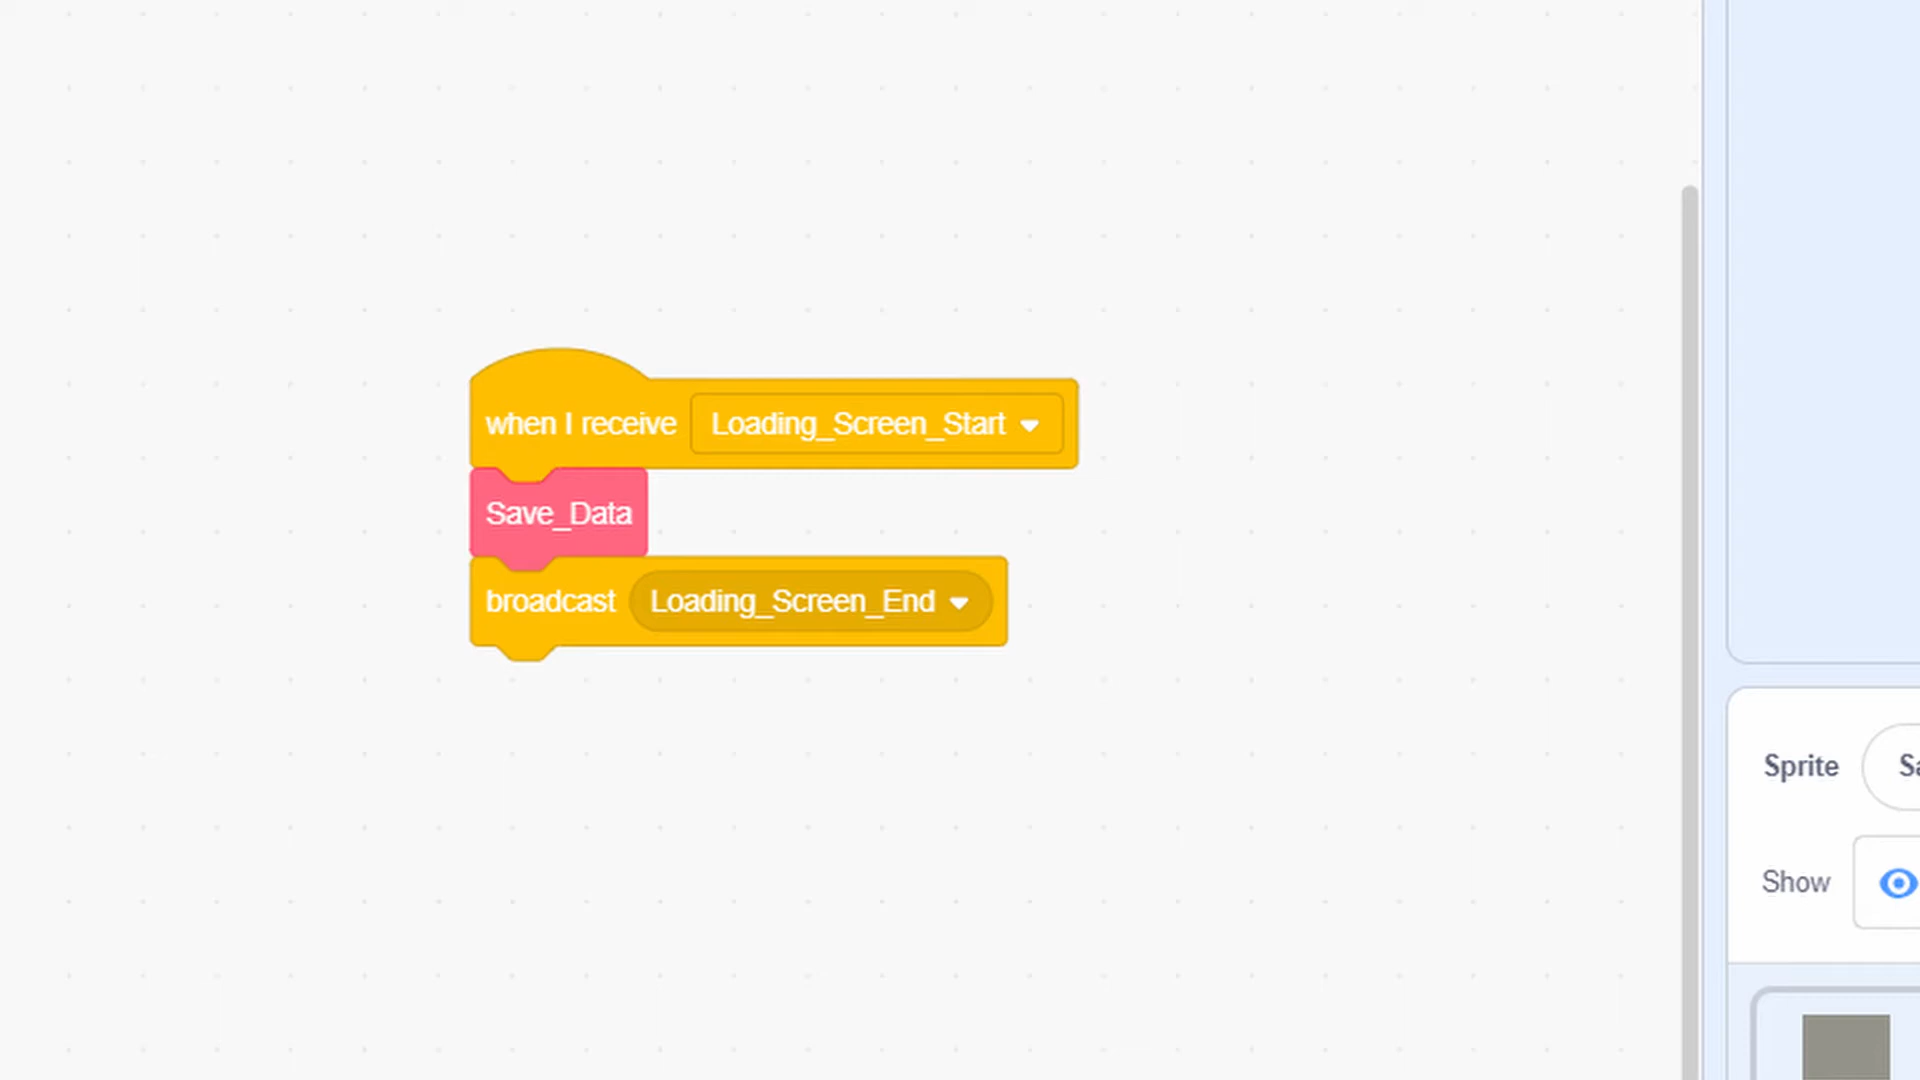 when I receive Loading_Screen_Start
Save_Data
broadcast Loading_Screen_End
Sprite
Show